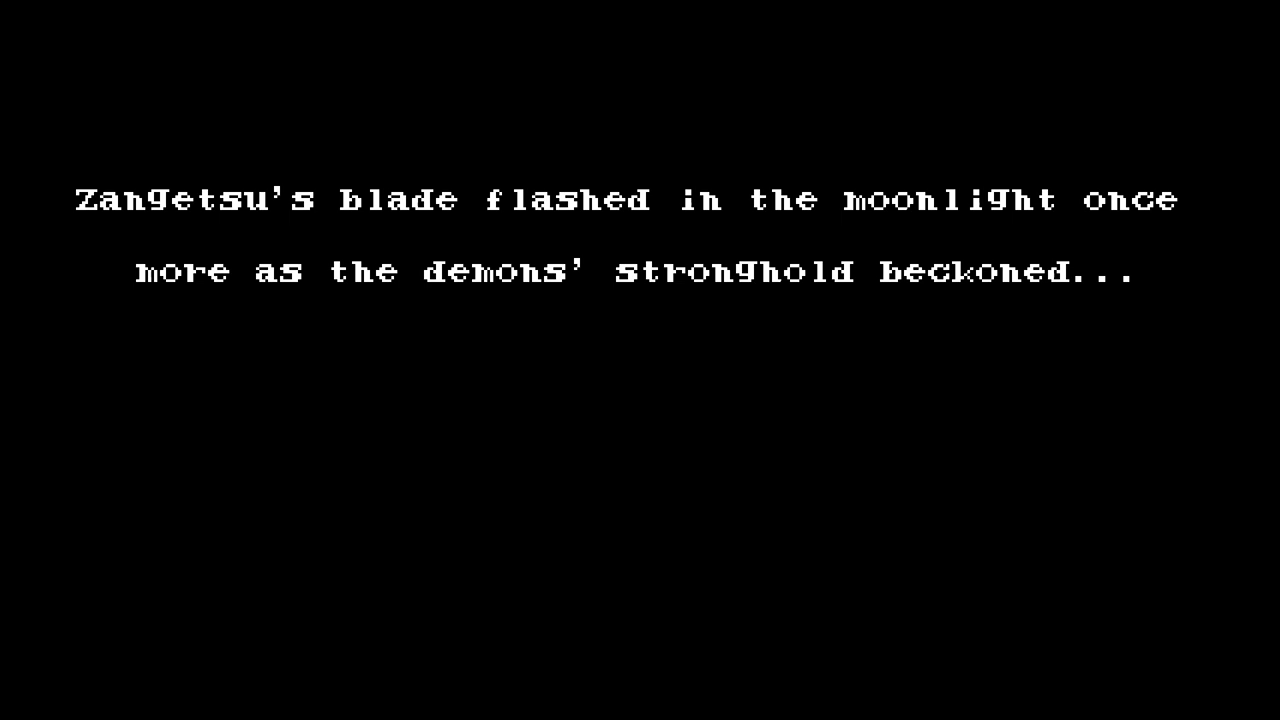 Zangetsu's blade flashed in the moonlight once
more as the demons' stronghold beckoned...